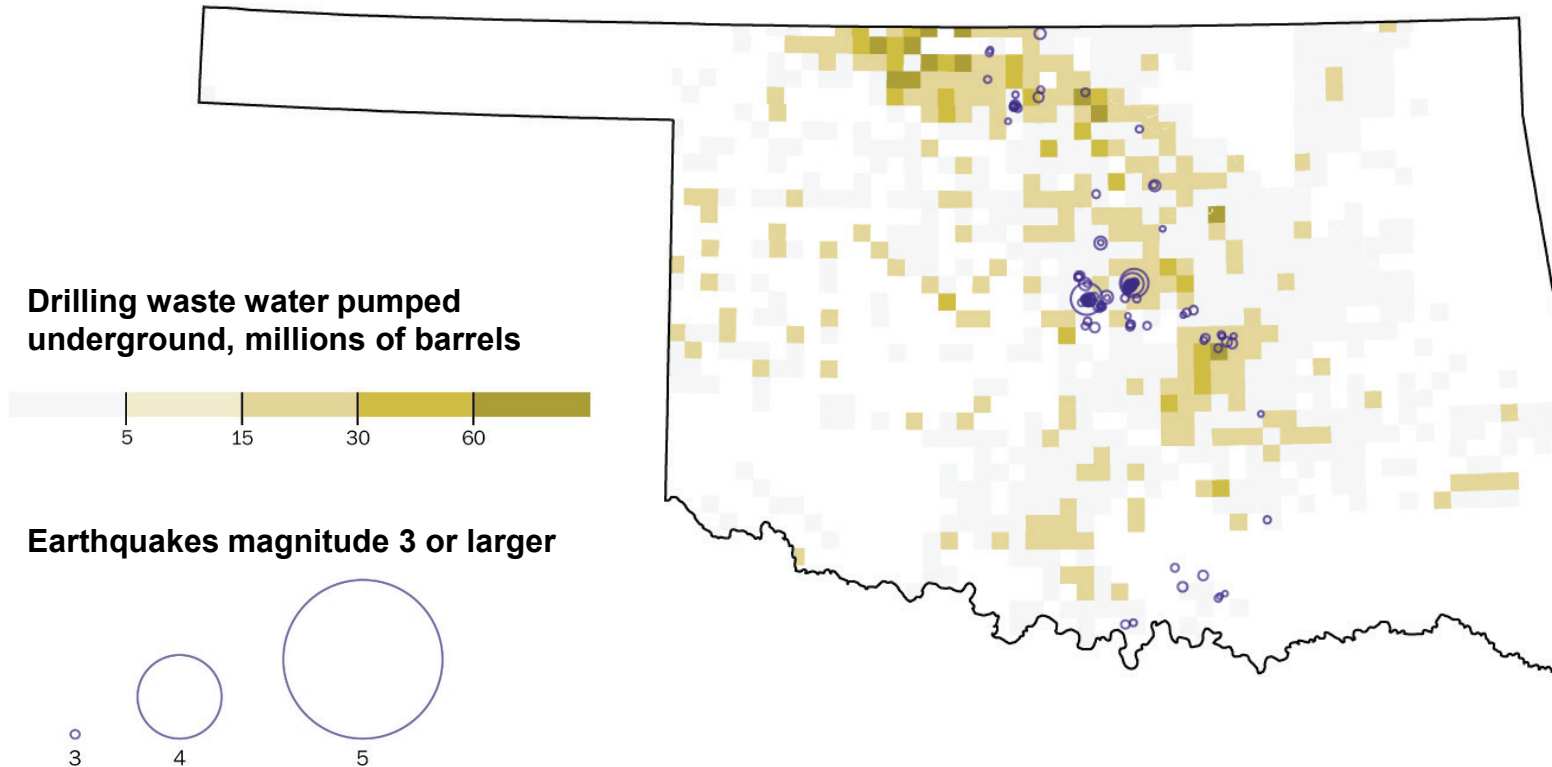 Drilling waste water pumped
underground, millions of barrels
5 15 30 60
Earthquakes magnitude 3 or larger
3 4 5